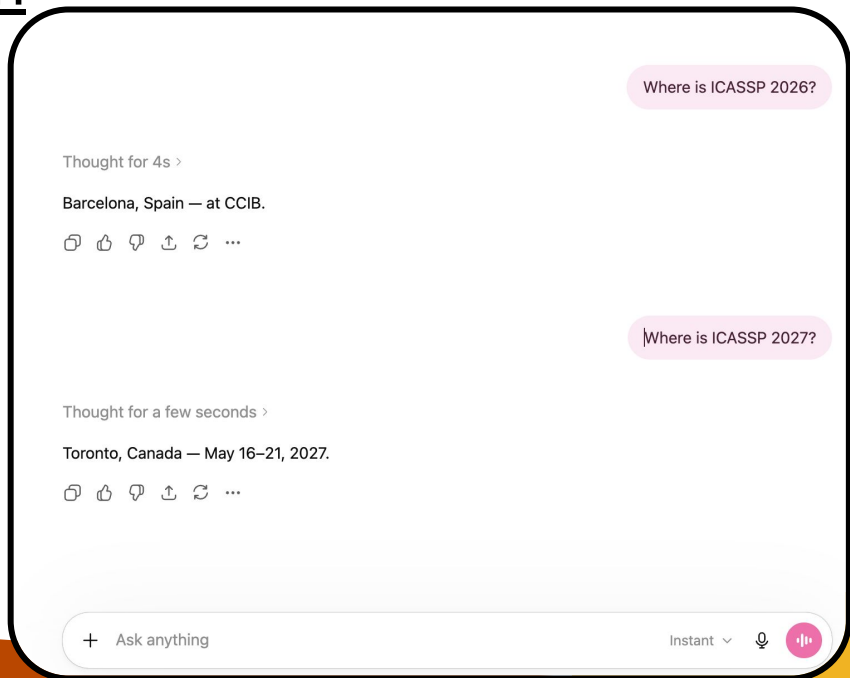 Where is ICASSP 2026?
Thought for 4s >
Barcelona, Spain — at CCIB.
Where is ICASSP 2027?
Thought for a few seconds >
Toronto, Canada — May 16–21, 2027.
Ask anything
Instant